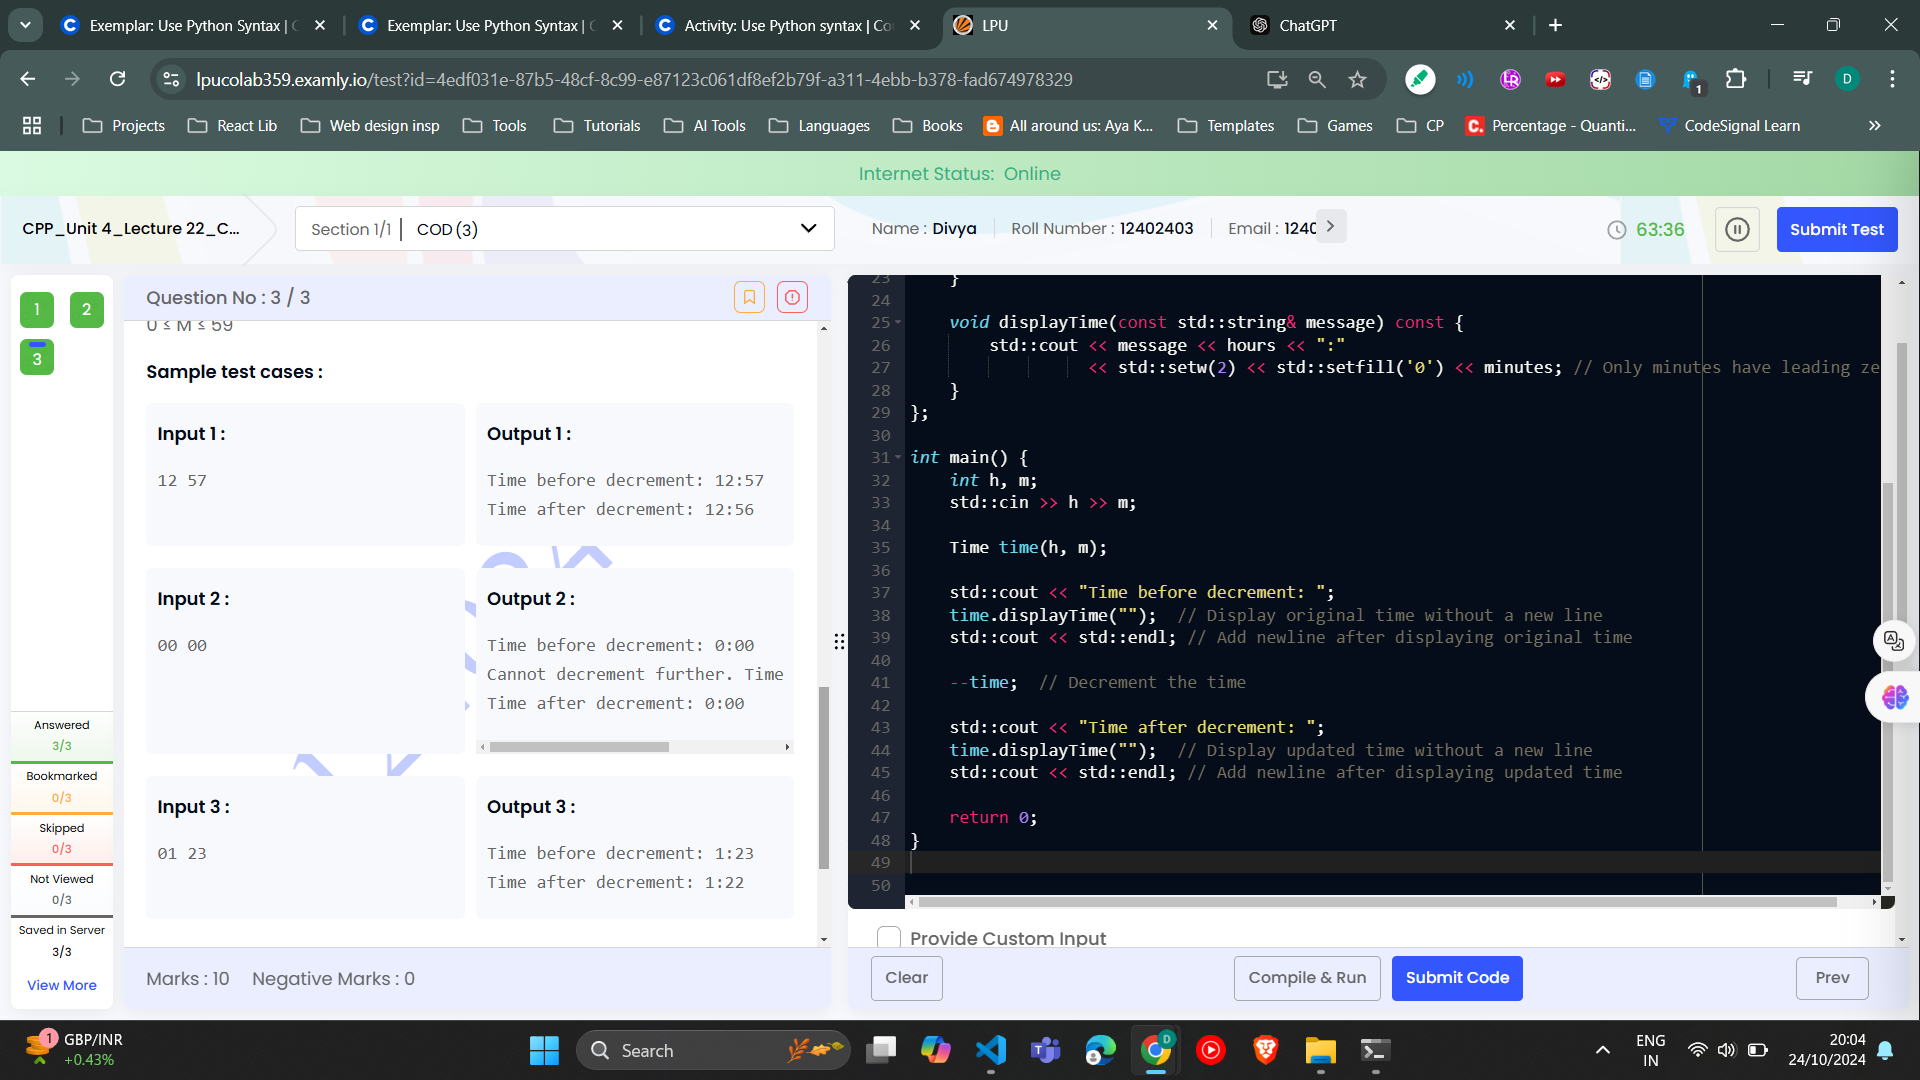 Exemplar: Use Python Syntax | C
Exemplar: Use Python Syntax |
Activity: Use Python syntax | Co
LPU
ChatGPT
lpucolab359.examly.io/test?id=4edf031e-87b5-48cf-8c99-e87123c061df8ef2b79f-a311-4ebb-b378-fad674978329
1
D
Projects
React Lib
Web design insp
Tools
Tutorials
AI Tools
Languages
Books
All around us: Aya K...
Templates
Games
CP
Percentage - Quanti...
CodeSignal Learn
Internet Status: Online
CPP_Unit 4_Lecture 22_C...
Section 1/1 | COD (3)
Name : Divya
Roll Number : 12402403
Email : 1240
63:36
Submit Test
1
2
3
Question No : 3 / 3
0 ≤ M ≤ 59
Sample test cases :
Input 1 :
12 57
Output 1 :
Time before decrement: 12:57
Time after decrement: 12:56
Input 2 :
00 00
Output 2 :
Time before decrement: 0:00
Cannot decrement further. Time
Time after decrement: 0:00
Input 3 :
01 23
Output 3 :
Time before decrement: 1:23
Time after decrement: 1:22
Answered
3/3
Bookmarked
0/3
Skipped
0/3
Not Viewed
0/3
Saved in Server
3/3
View More
Marks : 10
Negative Marks : 0
23 }
24
25 void displayTime(const std::string& message) const {
26 std::cout << message << hours << ":"
27 << std::setw(2) << std::setfill('0') << minutes; // Only minutes have leading ze
28 }
29 };
30
31 int main() {
32 int h, m;
33 std::cin >> h >> m;
34
35 Time time(h, m);
36
37 std::cout << "Time before decrement: ";
38 time.displayTime(""); // Display original time without a new line
39 std::cout << std::endl; // Add newline after displaying original time
40
41 --time; // Decrement the time
42
43 std::cout << "Time after decrement: ";
44 time.displayTime(""); // Display updated time without a new line
45 std::cout << std::endl; // Add newline after displaying updated time
46
47 return 0;
48 }
49
50
Provide Custom Input
Clear
Compile & Run
Submit Code
Prev
1
GBP/INR
+0.43%
Search
D
ENG
IN
20:04
24/10/2024